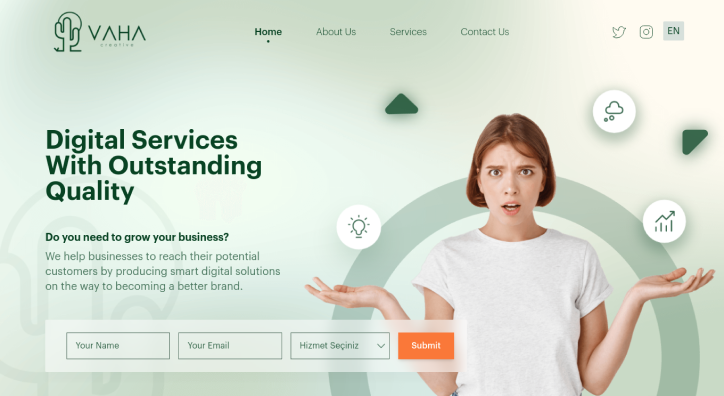 VAHA
creative
Home
About Us
Services
Contact Us
EN
Digital Services
With Outstanding
Quality
Do you need to grow your business?
We help businesses to reach their potential
customers by producing smart digital solutions
on the way to becoming a better brand.
Your Name
Your Email
Hizmet Seçiniz
Submit